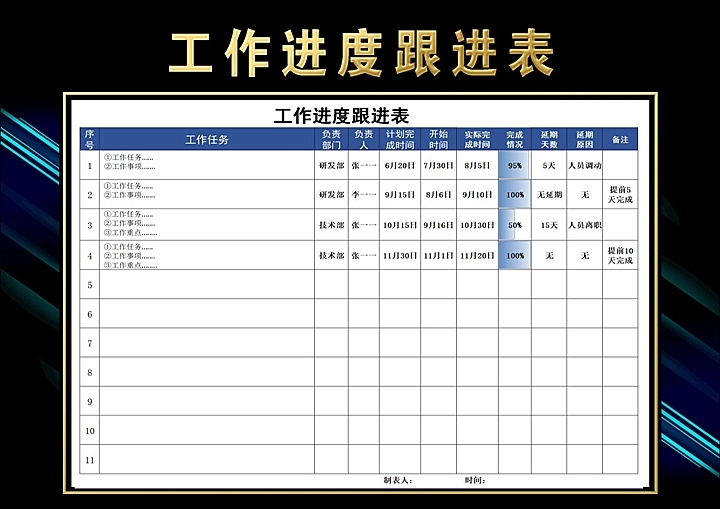 工作进度跟进表
工作进度跟进表
序号 工作任务 负责部门 负责人 计划完成时间 开始时间 实际完成时间 完成情况 延期天数 延期原因 备注
1 ①工作任务...... ②工作事项....... 研发部 张一一 6月20日 7月30日 8月5日 95% 5天 人员调动
2 ①工作任务...... ②工作事项....... 研发部 李一一 9月15日 8月6日 9月10日 100% 无延期 无 提前5天完成
3 ①工作任务...... ②工作事项....... ③工作重点........ 技术部 张一一 10月15日 9月16日 10月30日 50% 15天 人员离职
4 ①工作任务...... ②工作事项....... ③工作重点........ 技术部 张一一 11月30日 11月1日 11月20日 100% 无 无 提前10天完成
5
6
7
8
9
10
11
制表人： 时间：